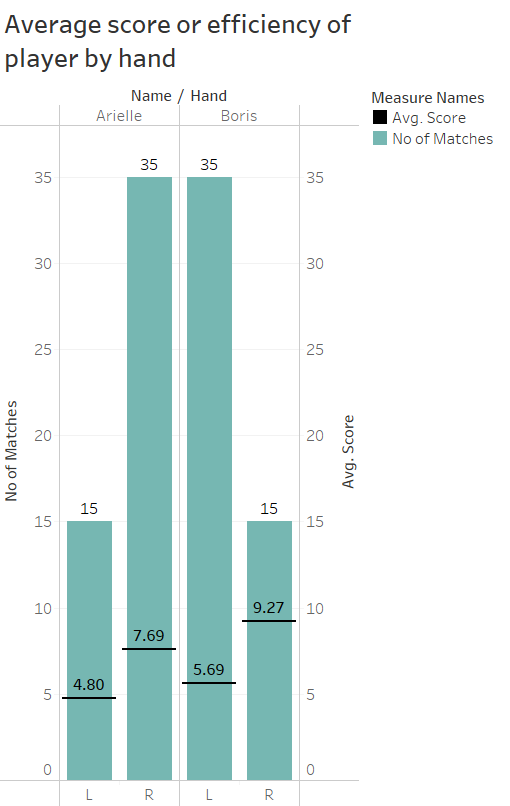 Average score or efficiency of
player by hand
Name / Hand
Arielle Boris
Measure Names
Avg. Score
No of Matches
35 35
35 35
30 30
25 25
20 20
15 15
15 15
10 10
5 5
0 0
9.27
7.69
5.69
4.80
No of Matches
Avg. Score
L R L R